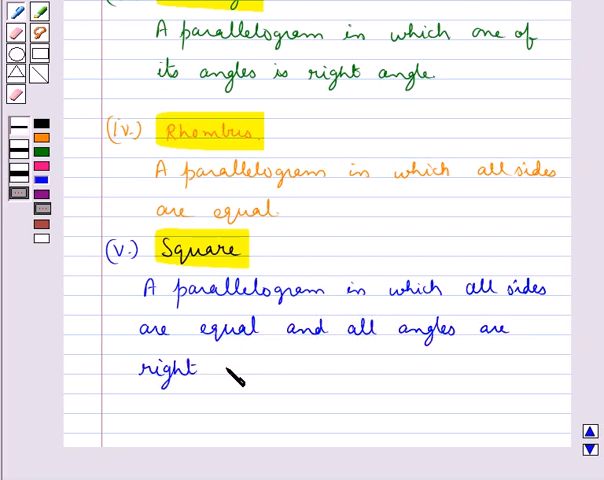 A parallelogram in which one of
its angles is right angle.
(iv.) Rhombus.
A parallelogram in which all sides
are equal.
(v.) Square
A parallelogram in which all sides
are equal and all angles are
right